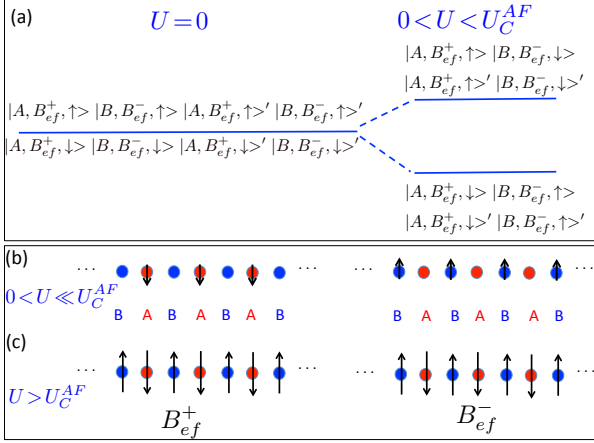 (a) U=0 0<U<U_C^{AF}
|A, B_{ef}^+, ↑> |B, B_{ef}^-, ↓>
|A, B_{ef}^+, ↑>′ |B, B_{ef}^-, ↓>′
|A, B_{ef}^+, ↑> |B, B_{ef}^-, ↑> |A, B_{ef}^+, ↑>′ |B, B_{ef}^-, ↑>′
|A, B_{ef}^+, ↓> |B, B_{ef}^-, ↓> |A, B_{ef}^+, ↓>′ |B, B_{ef}^-, ↓>′
|A, B_{ef}^+, ↓> |B, B_{ef}^-, ↑>
|A, B_{ef}^+, ↓>′ |B, B_{ef}^-, ↑>′
(b) ··· ··· ··· ···
0<U≪U_C^{AF}
B A B A B A B B A B A B A B
(c) ··· ··· ··· ···
U>U_C^{AF}
B_{ef}^+ B_{ef}^-